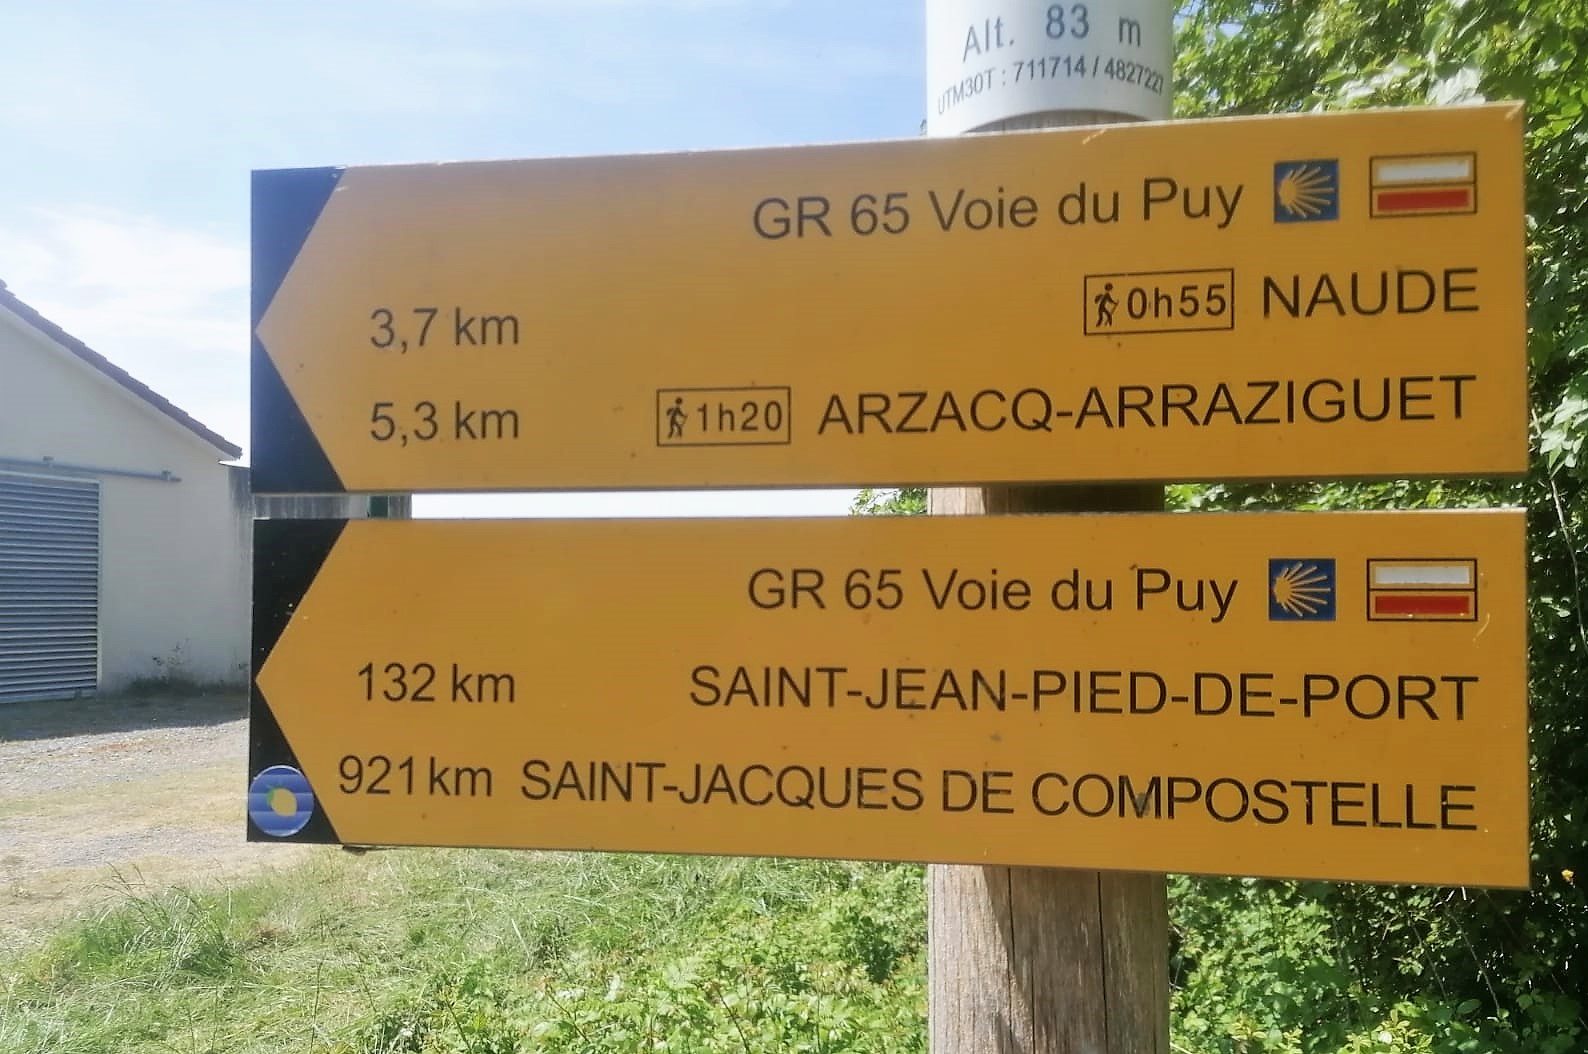 Alt. 83 m
UTM30T : 711714 / 4827227
GR 65 Voie du Puy
3,7 km 0h55 NAUDE
5,3 km 1h20 ARZACQ-ARRAZIGUET
GR 65 Voie du Puy
132 km SAINT-JEAN-PIED-DE-PORT
921 km SAINT-JACQUES DE COMPOSTELLE